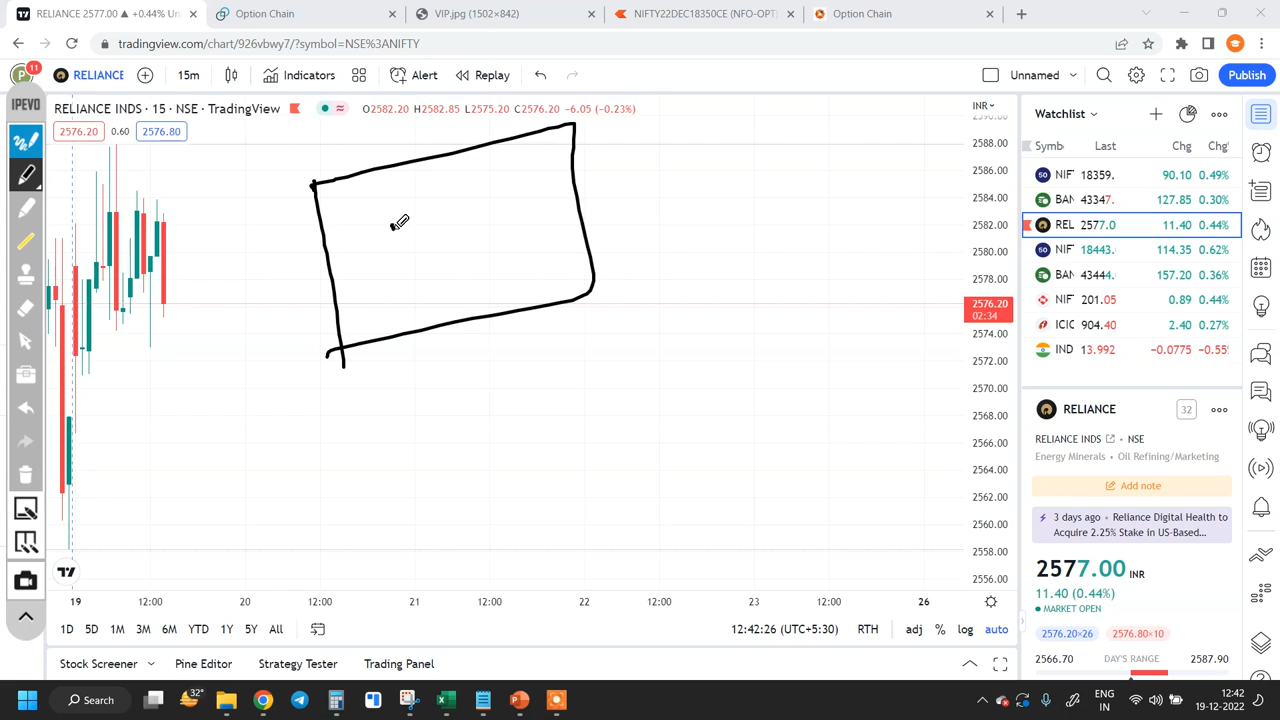 RELIANCE 2577.00 ▲ +0.44% Un
Option Chain
VIP.jpg (1502×842)
NIFTY22DEC18350CE (NFO-OPT
Option Chain
tradingview.com/chart/926vbwy7/?symbol=NSE%3ANIFTY
P 11
RELIANCE
15m
Indicators
Alert
Replay
Unnamed
Publish
IPEVO
RELIANCE INDS · 15 · NSE · TradingView
O2582.20 H2582.85 L2575.20 C2576.20 −6.05 (−0.23%)
2576.20 0.60 2576.80
INR
2590.00
2588.00
2586.00
2584.00
2582.00
2580.00
2578.00
2576.20
02:34
2574.00
2572.00
2570.00
2568.00
2566.00
2564.00
2562.00
2560.00
2558.00
2556.00
19 12:00 20 12:00 21 12:00 22 12:00 23 12:00 26
1D 5D 1M 3M 6M YTD 1Y 5Y All
12:42:26 (UTC+5:30) RTH adj % log auto
Stock Screener
Pine Editor
Strategy Tester
Trading Panel
Watchlist
Symb Last Chg Chg
50 NIF 18359. 90.10 0.49%
BAN 43347. 127.85 0.30%
REL 2577.0 11.40 0.44%
50 NIF 18443. 114.35 0.62%
BAN 43444. 157.20 0.36%
NIF 201.05 0.89 0.44%
ICIC 904.40 2.40 0.27%
IND 13.992 −0.0775 −0.55
RELIANCE
32
RELIANCE INDS • NSE
Energy Minerals • Oil Refining/Marketing
Add note
3 days ago • Reliance Digital Health to
Acquire 2.25% Stake in US-Based...
2577.00 INR
11.40 (0.44%)
MARKET OPEN
2576.20×26 2576.80×10
2566.70 DAY'S RANGE 2587.90
Search
32°
ENG
IN
12:42
19-12-2022